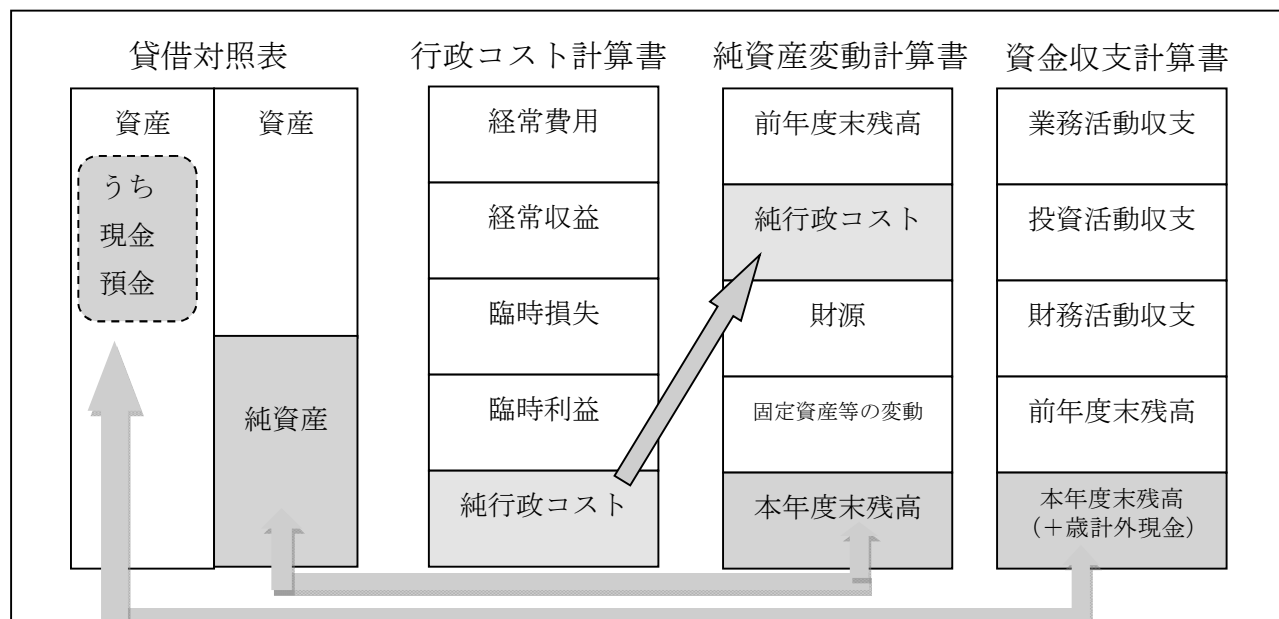 貸借対照表
資産
うち
現金
預金
資産
純資産
行政コスト計算書
経常費用
経常収益
臨時損失
臨時利益
純行政コスト
純資産変動計算書
前年度末残高
純行政コスト
財源
固定資産等の変動
本年度末残高
資金収支計算書
業務活動収支
投資活動収支
財務活動収支
前年度末残高
本年度末残高
(+歳計外現金)